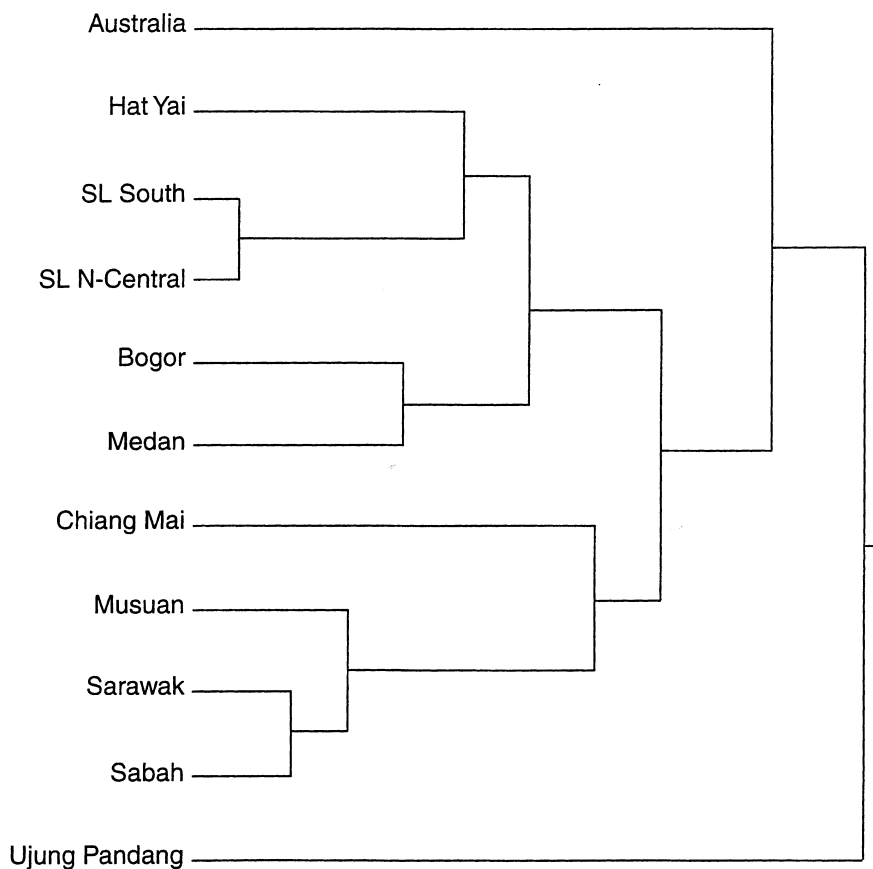 Australia
Hat Yai
SL South
SL N-Central
Bogor
Medan
Chiang Mai
Musuan
Sarawak
Sabah
Ujung Pandang